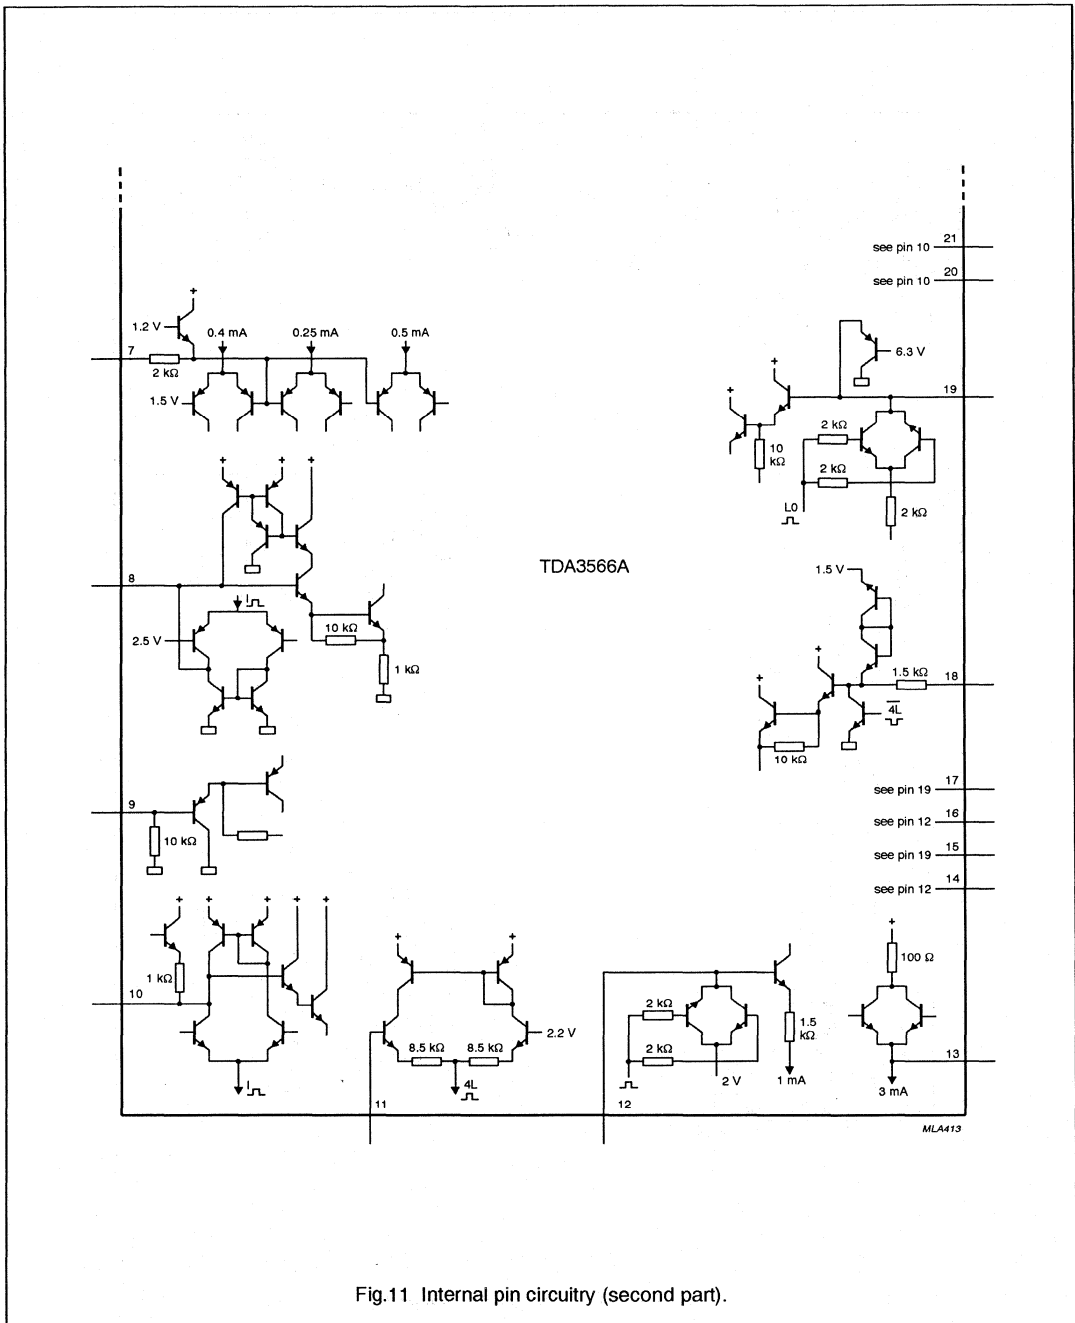 21
see pin 10
20
see pin 10
+
1.2 V
0.4 mA
0.25 mA
0.5 mA
7
2 kΩ
1.5 V
6.3 V
+
+
19
2 kΩ
10 kΩ
2 kΩ
L0
2 kΩ
+ + +
TDA3566A
8
I
2.5 V
10 kΩ
1 kΩ
1.5 V
+
1.5 kΩ
18
+
4L
10 kΩ
9
10 kΩ
17
see pin 19
16
see pin 12
15
see pin 19
14
see pin 12
+ + + + +
1 kΩ
10
I
+ +
2.2 V
8.5 kΩ
8.5 kΩ
4L
11
2 kΩ
2 kΩ
1.5 kΩ
2 V
1 mA
12
+
100 Ω
13
3 mA
MLA413
Fig.11 Internal pin circuitry (second part).